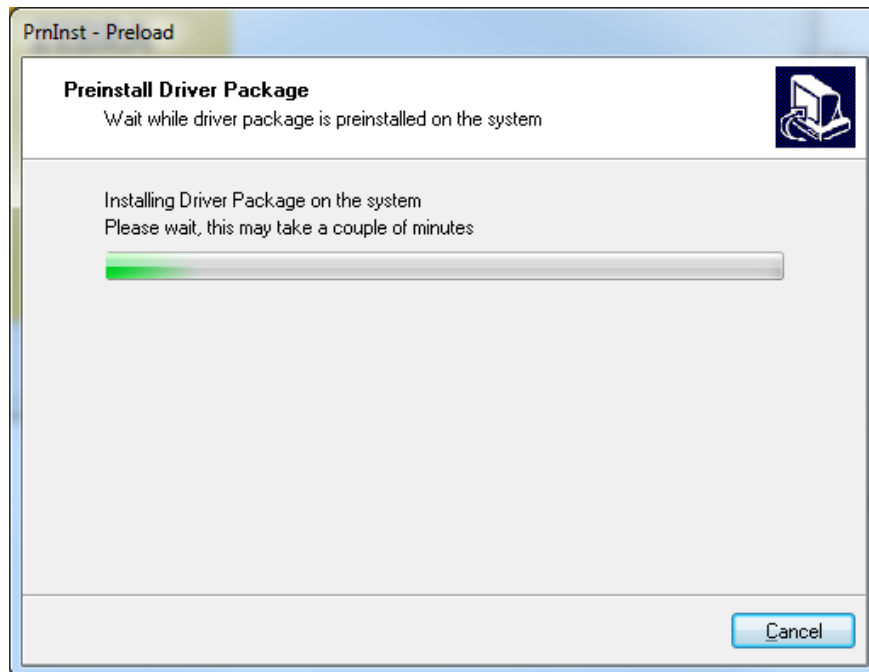 PrnInst - Preload
Preinstall Driver Package
Wait while driver package is preinstalled on the system
Installing Driver Package on the system
Please wait, this may take a couple of minutes
Cancel